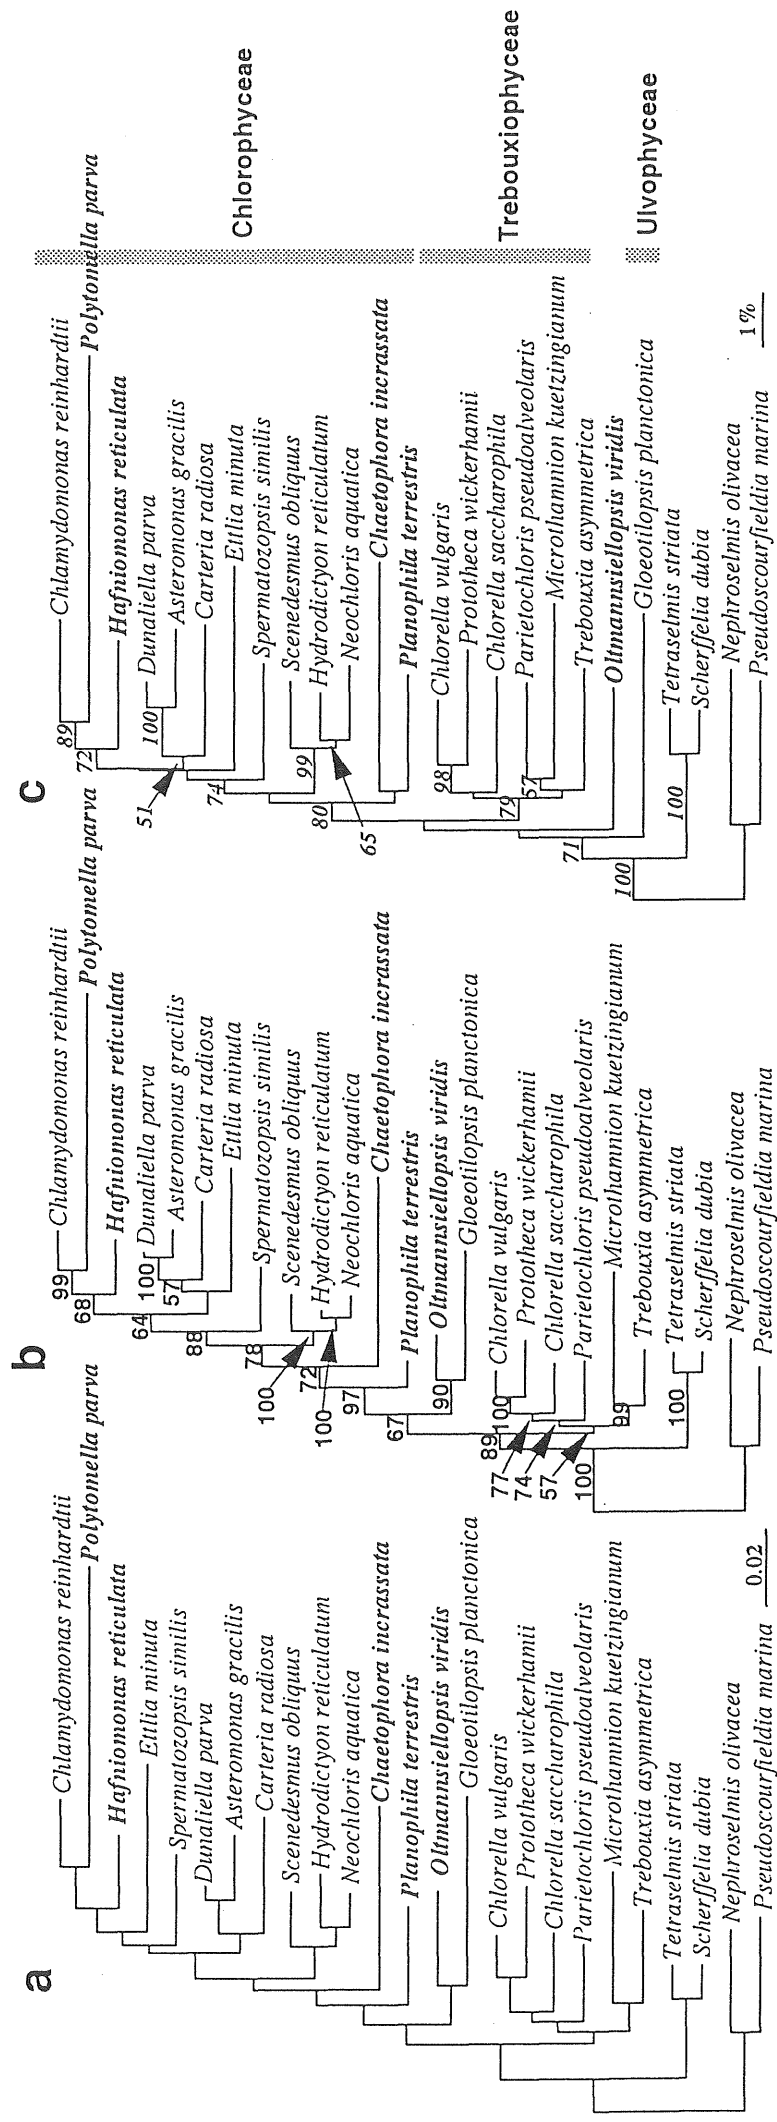 a
Chlamydomonas reinhardtii
Polytomella parva
Hafniomonas reticulata
Ettlia minuta
Spermatozopsis similis
Dunaliella parva
Asteromonas gracilis
Carteria radiosa
Scenedesmus obliquus
Hydrodictyon reticulatum
Neochloris aquatica
Chaetophora incrassata
Planophila terrestris
Oltmannsiellopsis viridis
Gloeotilopsis planctonica
Chlorella vulgaris
Prototheca wickerhamii
Chlorella saccharophila
Parietochloris pseudoalveolaris
Microthamnion kuetzingianum
Trebouxia asymmetrica
Tetraselmis striata
Scherffelia dubia
Nephroselmis olivacea
Pseudoscourfieldia marina
0.02
b
Chlamydomonas reinhardtii
99
Polytomella parva
68
Hafniomonas reticulata
64
Dunaliella parva
100
Asteromonas gracilis
57
Carteria radiosa
Ettlia minuta
88
Spermatozopsis similis
78
Scenedesmus obliquus
100
Hydrodictyon reticulatum
100
Neochloris aquatica
72
Chaetophora incrassata
97
Planophila terrestris
67
Oltmannsiellopsis viridis
90
Gloeotilopsis planctonica
89
Chlorella vulgaris
100
Prototheca wickerhamii
77
Chlorella saccharophila
74
Parietochloris pseudoalveolaris
57
Microthamnion kuetzingianum
99
Trebouxia asymmetrica
100
Tetraselmis striata
100
Scherffelia dubia
Nephroselmis olivacea
Pseudoscourfieldia marina
c
Chlamydomonas reinhardtii
89
Polytomella parva
72
Hafniomonas reticulata
Dunaliella parva
100
Asteromonas gracilis
51
Carteria radiosa
Ettlia minuta
74
Spermatozopsis similis
Scenedesmus obliquus
99
Hydrodictyon reticulatum
65
Neochloris aquatica
80
Chaetophora incrassata
Planophila terrestris
Chlorella vulgaris
98
Prototheca wickerhamii
Chlorella saccharophila
79
Parietochloris pseudoalveolaris
57
Microthamnion kuetzingianum
Trebouxia asymmetrica
Oltmannsiellopsis viridis
71
Gloeotilopsis planctonica
100
Tetraselmis striata
100
Scherffelia dubia
Nephroselmis olivacea
Pseudoscourfieldia marina
1%
Chlorophyceae
Trebouxiophyceae
Ulvophyceae